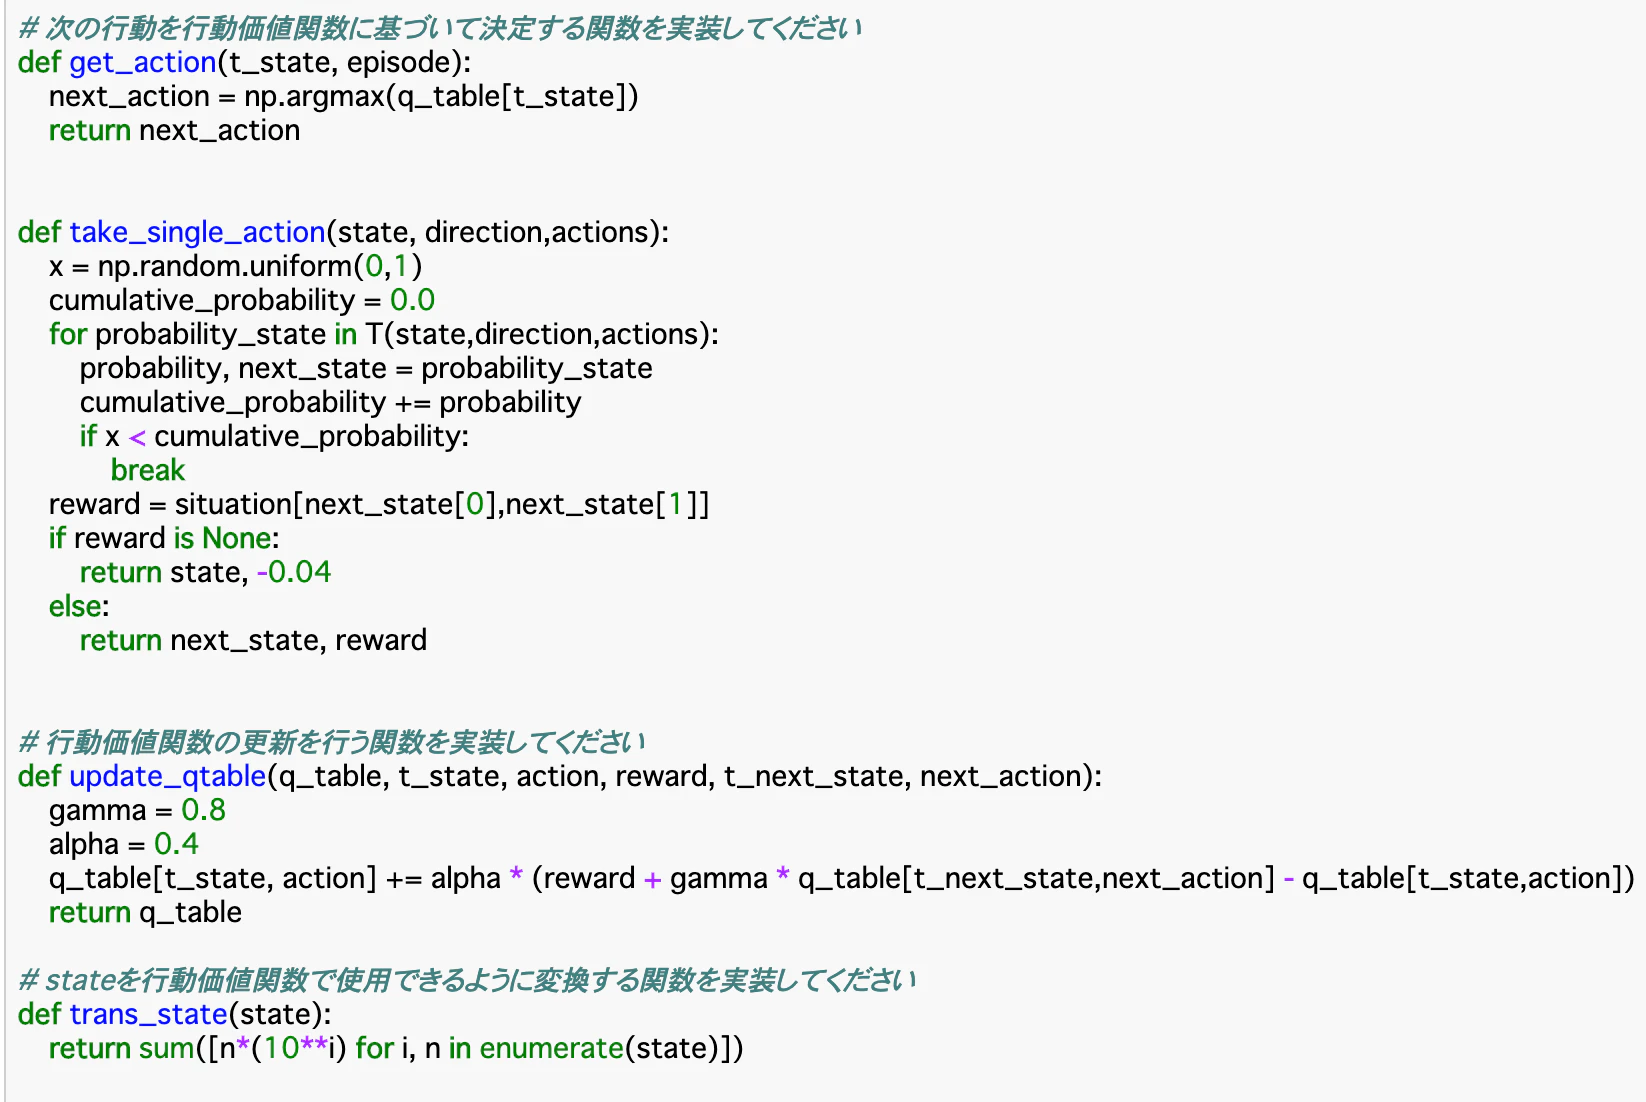 # 次の行動を行動価値関数に基づいて決定する関数を実装してください
def get_action(t_state, episode):
    next_action = np.argmax(q_table[t_state])
    return next_action
def take_single_action(state, direction,actions):
    x = np.random.uniform(0,1)
    cumulative_probability = 0.0
    for probability_state in T(state,direction,actions):
        probability, next_state = probability_state
        cumulative_probability += probability
        if x < cumulative_probability:
            break
    reward = situation[next_state[0],next_state[1]]
    if reward is None:
        return state, -0.04
    else:
        return next_state, reward
# 行動価値関数の更新を行う関数を実装してください
def update_qtable(q_table, t_state, action, reward, t_next_state, next_action):
    gamma = 0.8
    alpha = 0.4
    q_table[t_state, action] += alpha * (reward + gamma * q_table[t_next_state,next_action] - q_table[t_state,action])
    return q_table
# stateを行動価値関数で使用できるように変換する関数を実装してください
def trans_state(state):
    return sum([n*(10**i) for i, n in enumerate(state)])